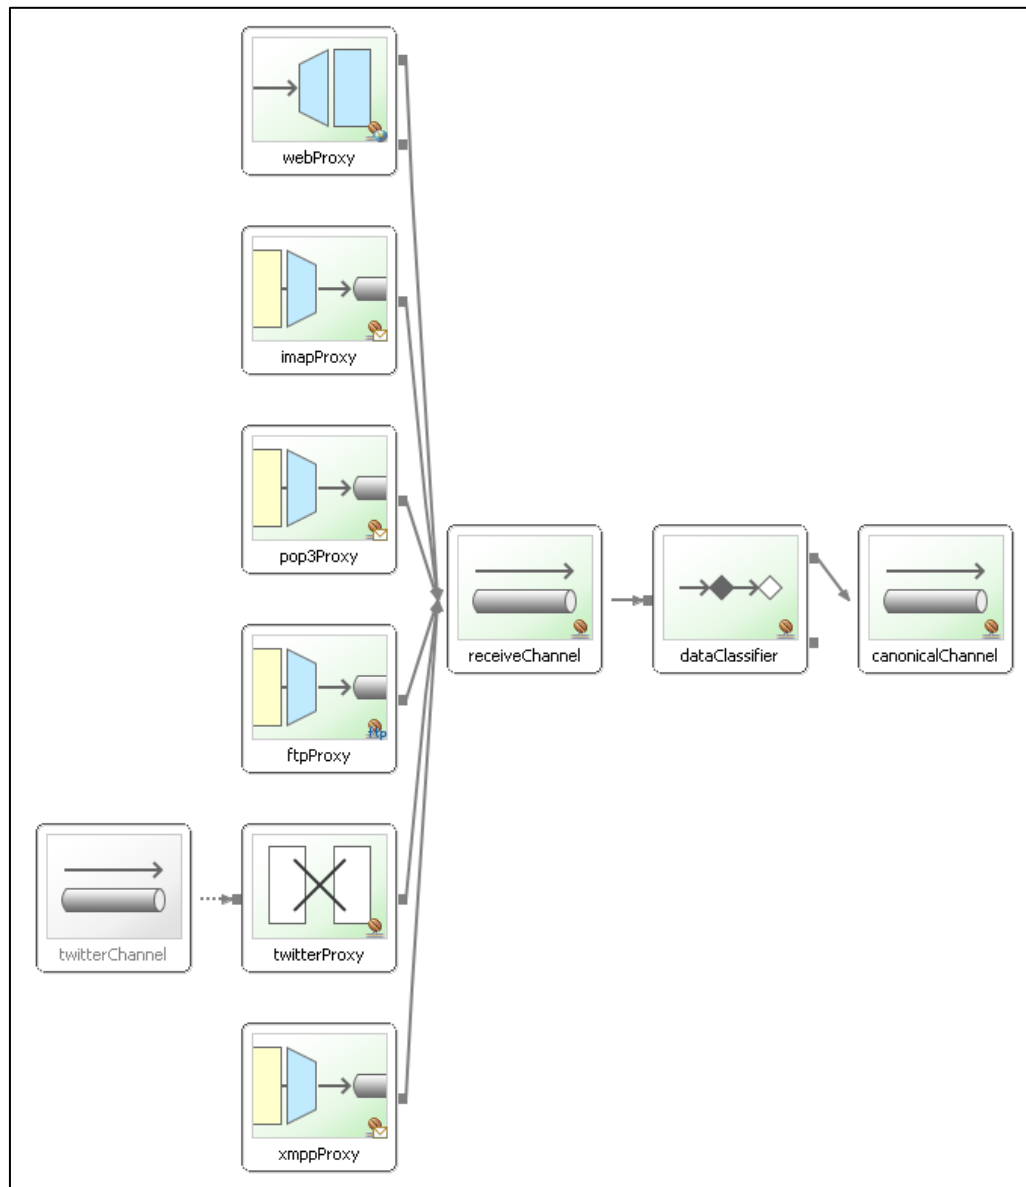 webProxy
imapProxy
pop3Proxy
receiveChannel
dataClassifier
canonicalChannel
ftp
ftpProxy
twitterChannel
twitterProxy
xmppProxy